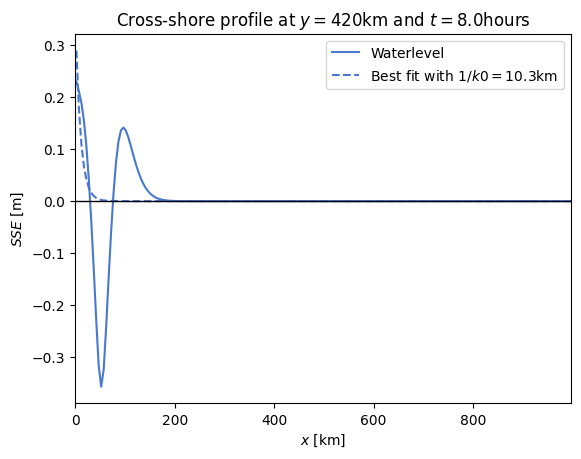 Cross-shore profile at y = 420km and t = 8.0hours
Waterlevel
Best fit with 1/k0 = 10.3km
SSE [m]
0.3
0.2
0.1
0.0
−0.1
−0.2
−0.3
0 200 400 600 800
x [km]